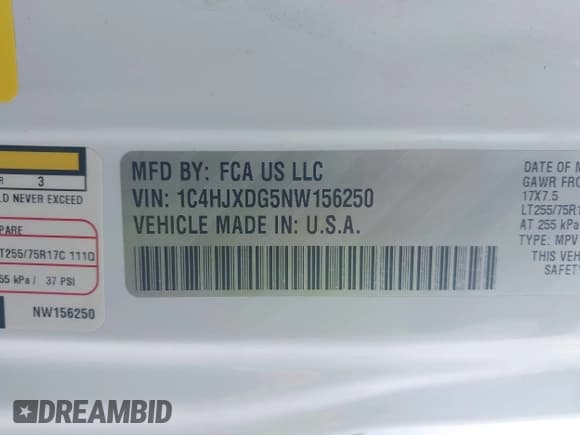 R 3
LD NEVER EXCEED
PARE
LT255/75R17C 111Q
55 kPa / 37 PSI
NW156250
MFD BY: FCA US LLC
VIN: 1C4HJXDG5NW156250
VEHICLE MADE IN: U.S.A.
DATE OF M
GAWR FRO
17X7.5
LT255/75R1
AT 255 kPa
TYPE: MPV
THIS VEH
SAFETY
DREAMBID